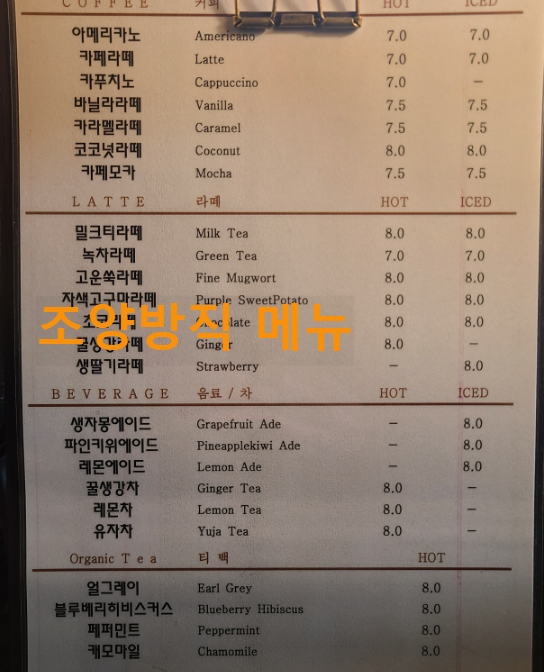 COFFEE 커피 HOT ICED
아메리카노 Americano 7.0 7.0
카페라떼 Latte 7.0 7.0
카푸치노 Cappuccino 7.0 –
바닐라라떼 Vanilla 7.5 7.5
카라멜라떼 Caramel 7.5 7.5
코코넛라떼 Coconut 8.0 8.0
카페모카 Mocha 7.5 7.5
LATTE 라떼 HOT ICED
밀크티라떼 Milk Tea 8.0 8.0
녹차라떼 Green Tea 7.0 7.0
고운쑥라떼 Fine Mugwort 8.0 8.0
자색고구마라떼 Purple SweetPotato 8.0 8.0
조양방직 메뉴
초코라떼 Chocolate 8.0 8.0
꿀생강라떼 Ginger 8.0 –
생딸기라떼 Strawberry – 8.0
BEVERAGE 음료 / 차 HOT ICED
생자몽에이드 Grapefruit Ade – 8.0
파인키위에이드 Pineapplekiwi Ade – 8.0
레몬에이드 Lemon Ade – 8.0
꿀생강차 Ginger Tea 8.0 –
레몬차 Lemon Tea 8.0 –
유자차 Yuja Tea 8.0 –
Organic Tea 티 백 HOT
얼그레이 Earl Grey 8.0
블루베리히비스커스 Blueberry Hibiscus 8.0
페퍼민트 Peppermint 8.0
캐모마일 Chamomile 8.0